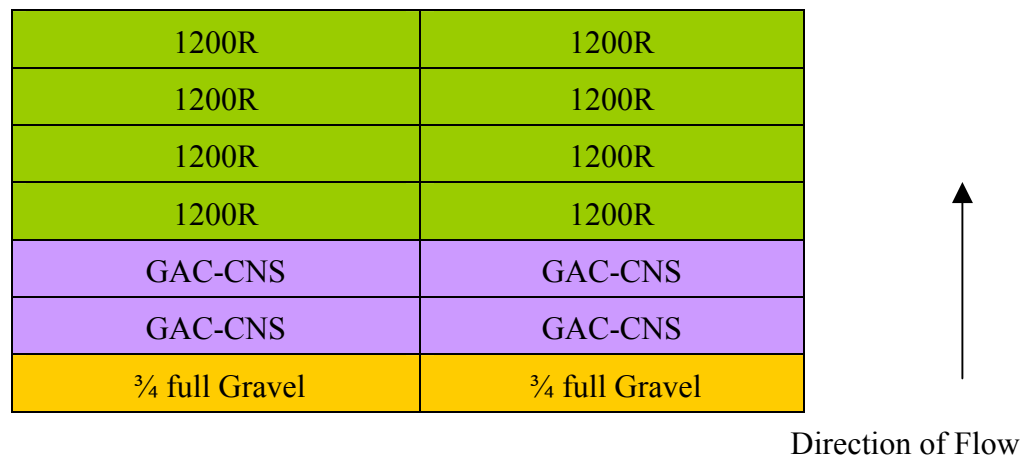 1200R 1200R
1200R 1200R
1200R 1200R
1200R 1200R
GAC-CNS GAC-CNS
GAC-CNS GAC-CNS
¾ full Gravel ¾ full Gravel
Direction of Flow